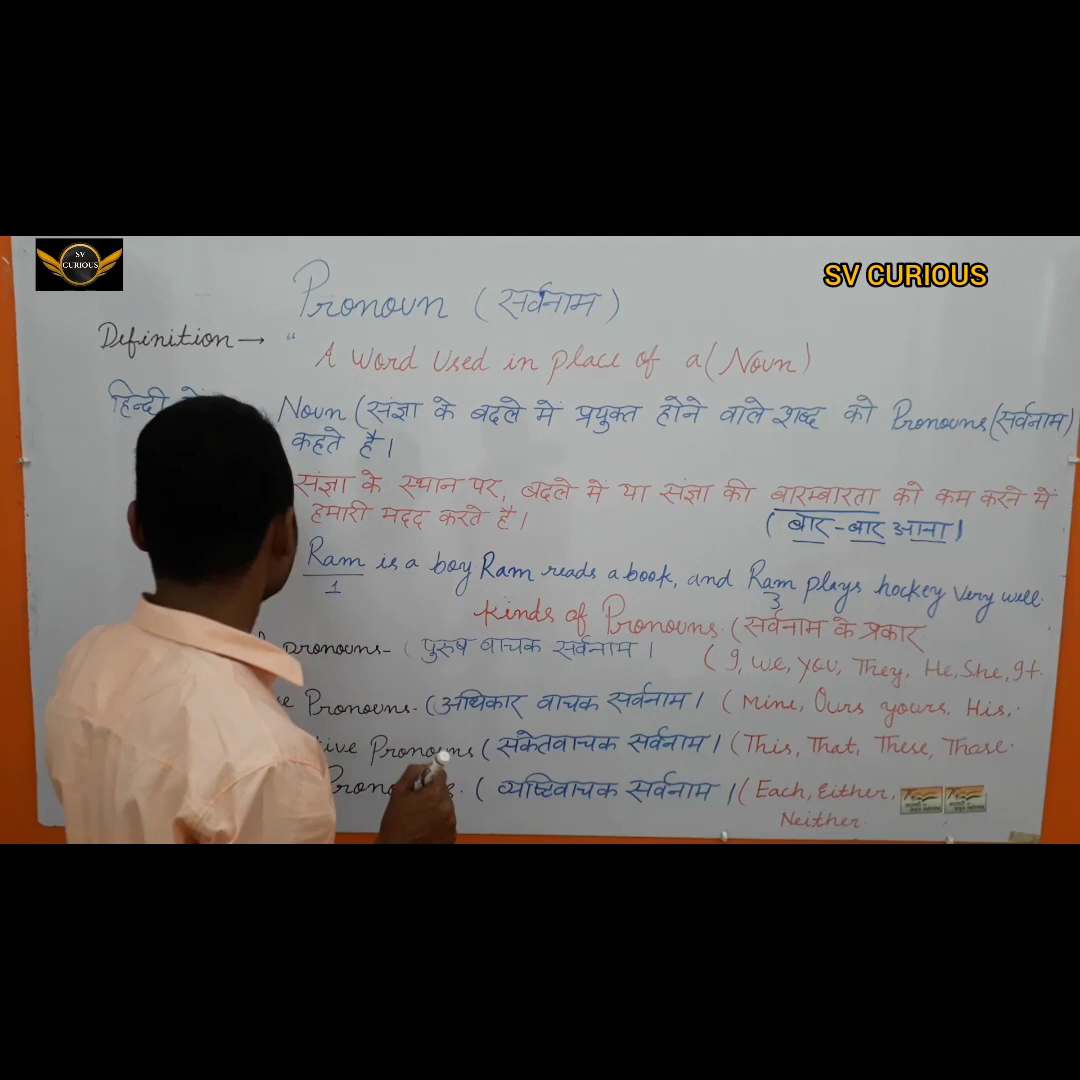 SV CURIOUS
SV CURIOUS
Pronoun (सर्वनाम)
Definition → "
A word Used in place of a (Noun)
हिन्दी
Noun (संज्ञा के बदले में प्रयुक्त होने वाले शब्द को Pronouns (सर्वनाम)
कहते है।
संज्ञा के स्थान पर, बदले में या संज्ञा की बारम्बारता को कम करने में
हमारी मदद करते है।
(बार-बार आना)
Ram is a boy Ram reads a book, and Ram plays hockey very well.
1 3
Kinds of Pronouns. (सर्वनाम के प्रकार
pronouns- (पुरुष वाचक सर्वनाम।
(I, we, you, They, He, She, It.
Pronouns. (अधिकार वाचक सर्वनाम। (Mine, Ours yours, His,.
tive Pronouns (संकेतवाचक सर्वनाम। (This, That, These, Those.
(व्यष्टिवाचक सर्वनाम। (Each, Either,
Neither.